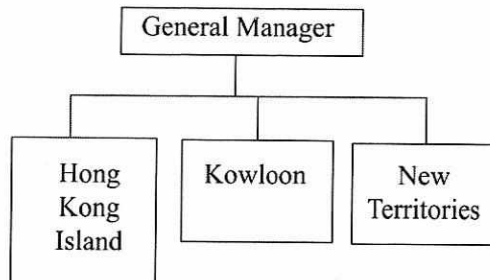 General Manager
Hong
Kong
Island
Kowloon
New
Territories